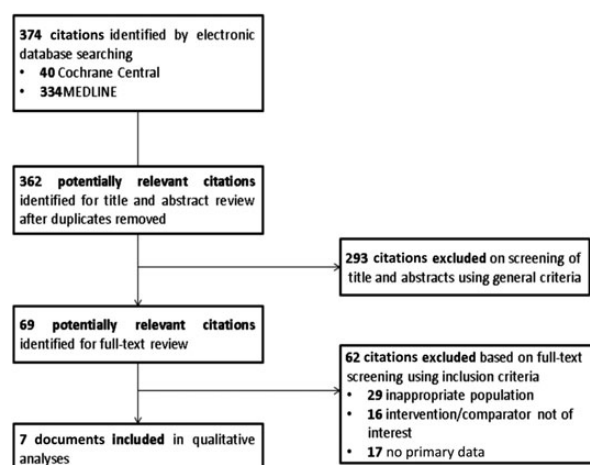 374 citations identified by electronic
database searching
• 40 Cochrane Central
• 334MEDLINE
362 potentially relevant citations
identified for title and abstract review
after duplicates removed
293 citations excluded on screening of
title and abstracts using general criteria
69 potentially relevant citations
identified for full-text review
62 citations excluded based on full-text
screening using inclusion criteria
• 29 inappropriate population
• 16 intervention/comparator not of
interest
• 17 no primary data
7 documents included in qualitative
analyses